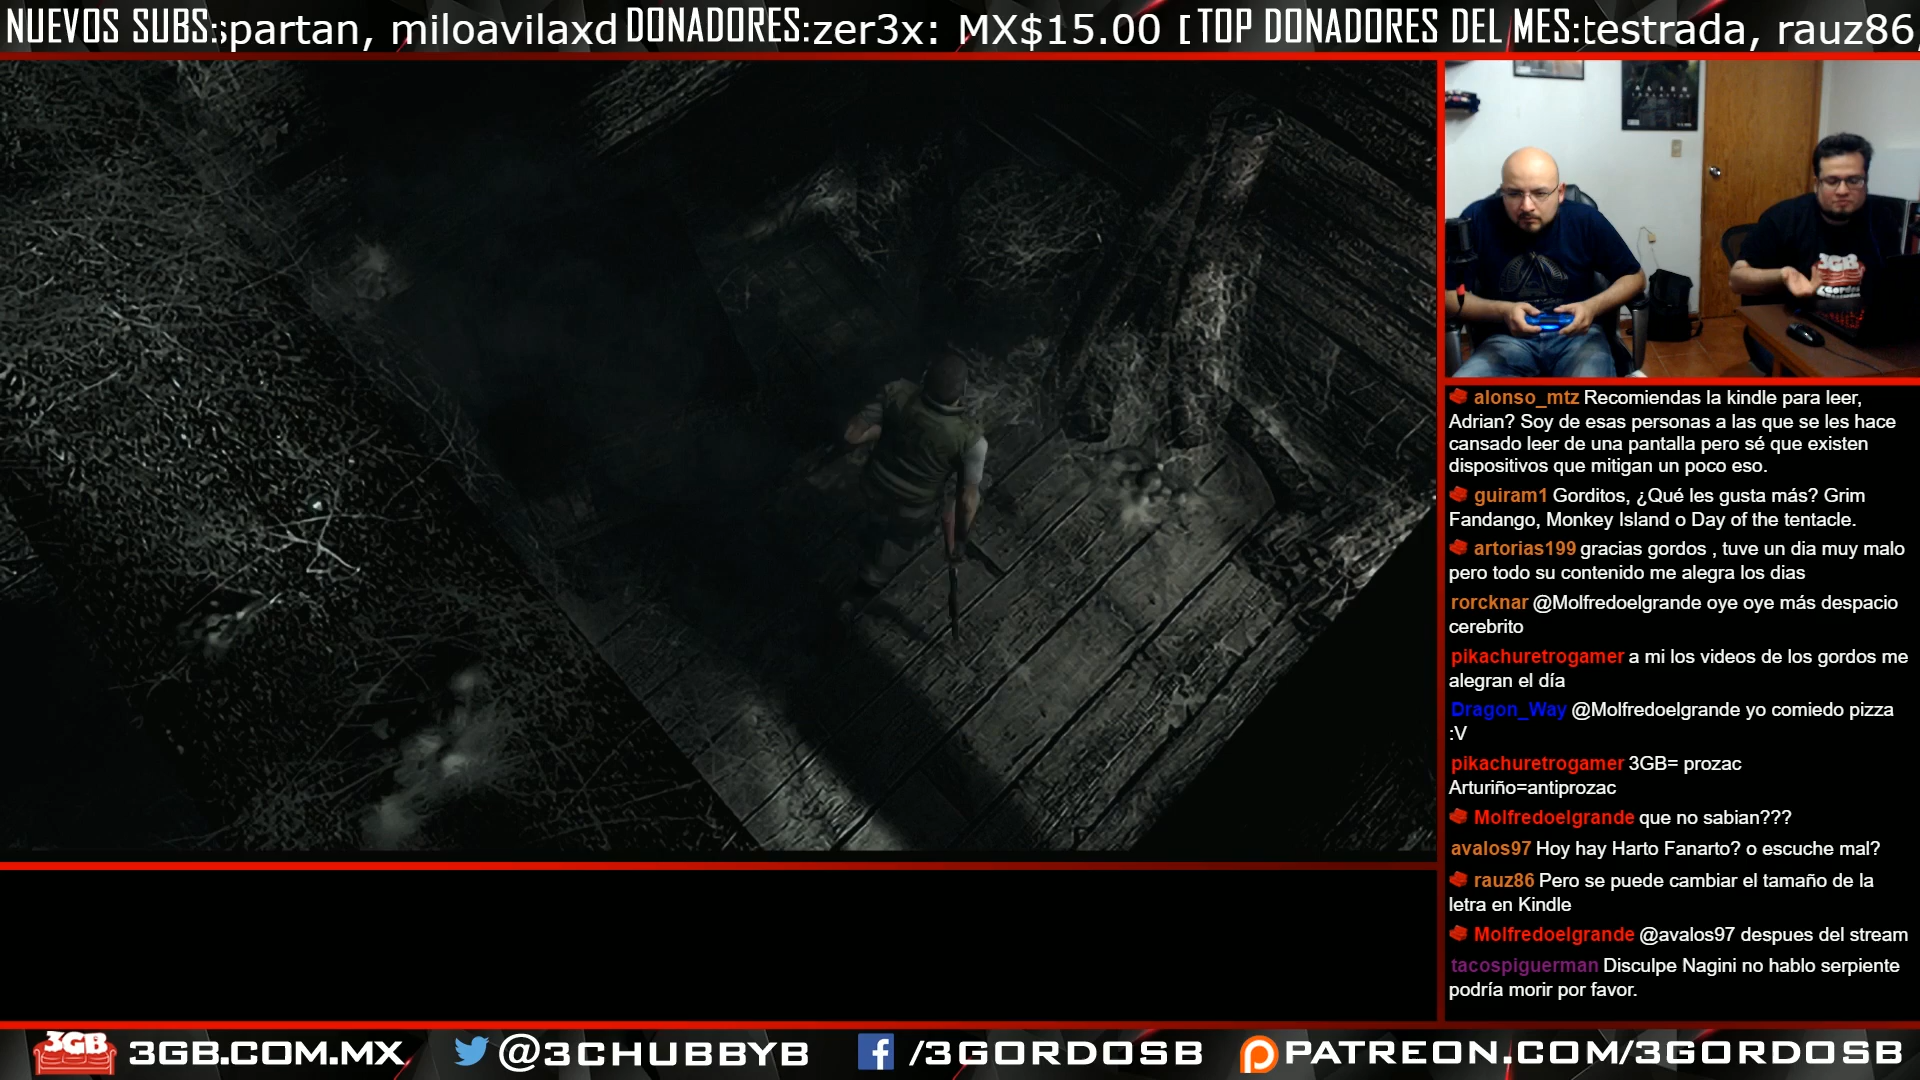 NUEVOS SUBS: spartan, miloavilaxd DONADORES: zer3x: MX$15.00 [ TOP DONADORES DEL MES: testrada, rauz86,
ALIEN
3GB
alonso_mtz Recomiendas la kindle para leer,
Adrian? Soy de esas personas a las que se les hace
cansado leer de una pantalla pero sé que existen
dispositivos que mitigan un poco eso.
guiram1 Gorditos, ¿Qué les gusta más? Grim
Fandango, Monkey Island o Day of the tentacle.
artorias199 gracias gordos , tuve un dia muy malo
pero todo su contenido me alegra los dias
rorcknar @Molfredoelgrande oye oye más despacio
cerebrito
pikachuretrogamer a mi los videos de los gordos me
alegran el día
Dragon_Way @Molfredoelgrande yo comiedo pizza
:V
pikachuretrogamer 3GB= prozac
Arturiño=antiprozac
Molfredoelgrande que no sabian???
avalos97 Hoy hay Harto Fanarto? o escuche mal?
rauz86 Pero se puede cambiar el tamaño de la
letra en Kindle
Molfredoelgrande @avalos97 despues del stream
tacospiguerman Disculpe Nagini no hablo serpiente
podría morir por favor.
3GB 3GB.COM.MX @3CHUBBYB /3GORDOSB PATREON.COM/3GORDOSB